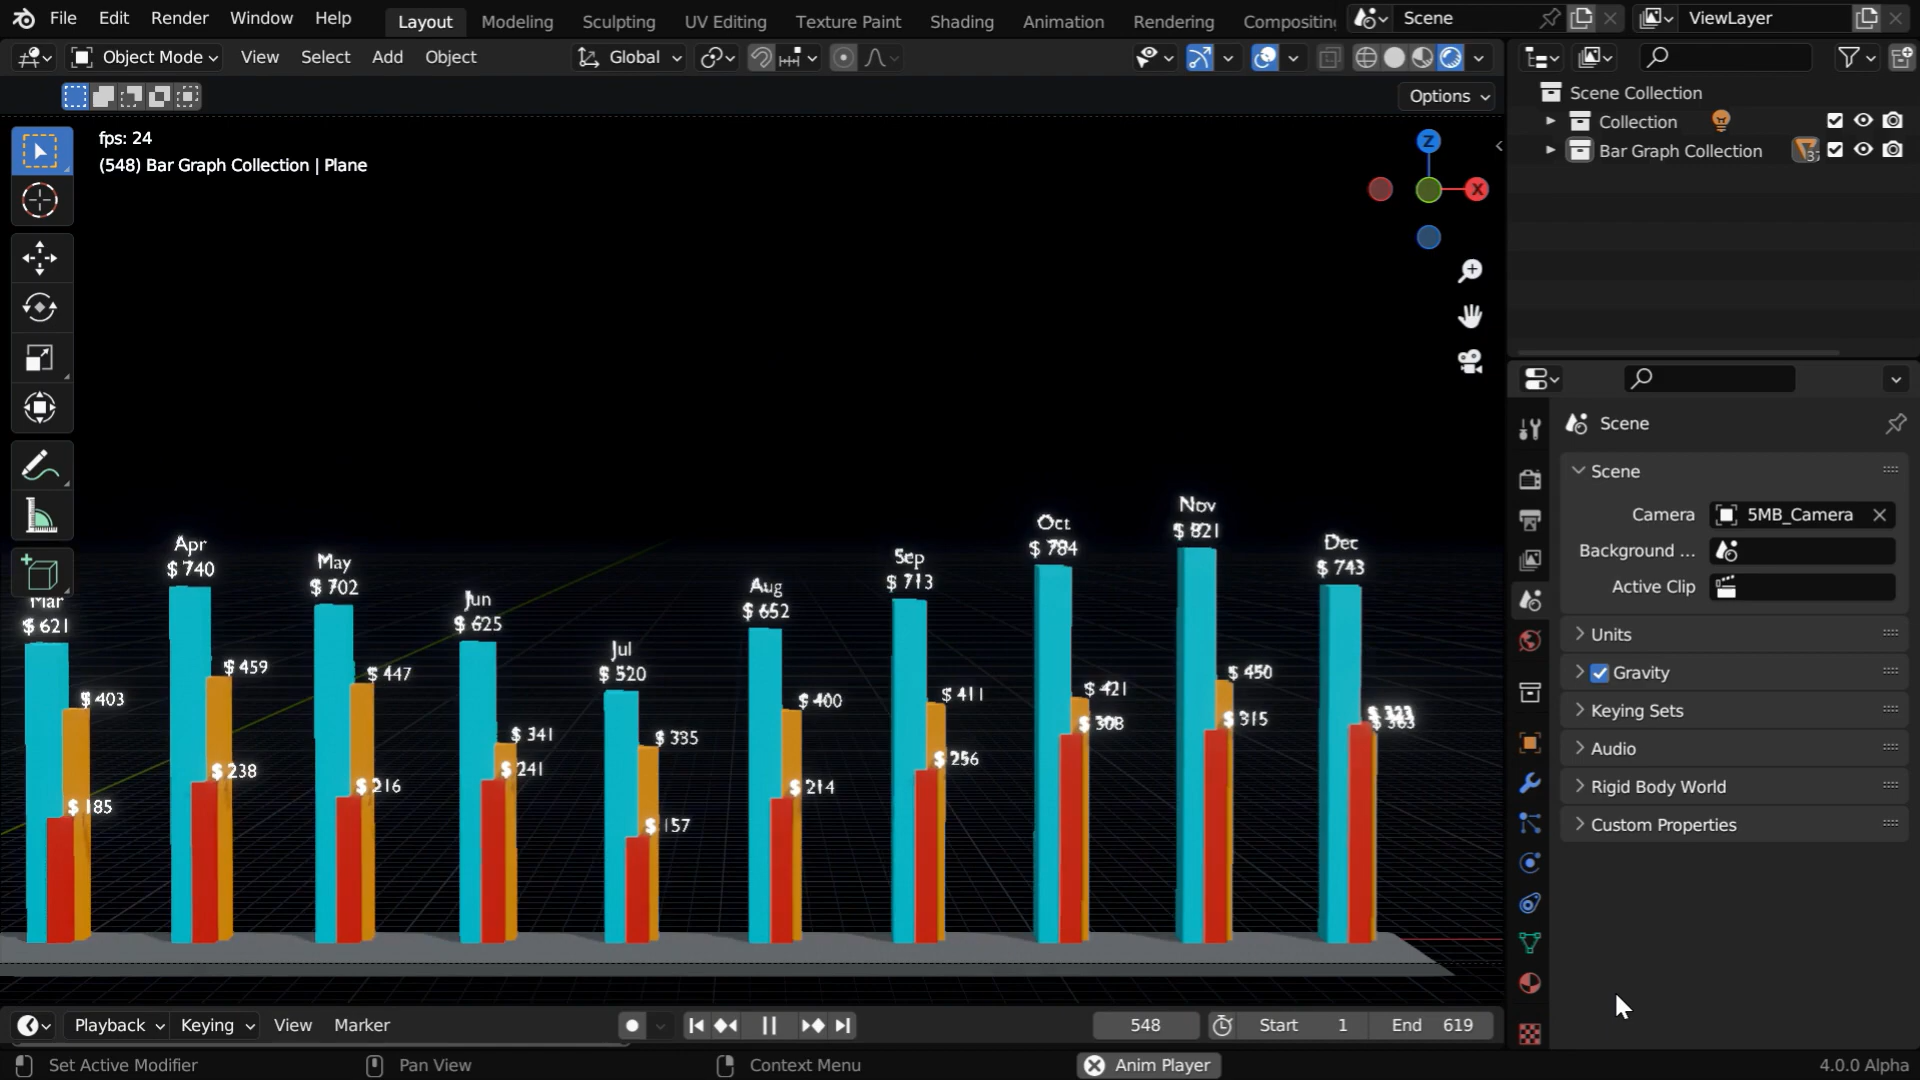 File Edit Render Window Help Layout Modeling Sculpting UV Editing Texture Paint Shading Animation Rendering Compositin Scene ViewLayer
Object Mode View Select Add Object Global
Options
Scene Collection
Collection
Bar Graph Collection
fps: 24
(548) Bar Graph Collection | Plane
Z
X
Scene
Scene
Camera 5MB_Camera
Background ...
Active Clip
Units
Gravity
Keying Sets
Audio
Rigid Body World
Custom Properties
Mar
$ 621
$ 403
$ 185
Apr
$ 740
$ 459
$ 238
May
$ 702
$ 447
$ 216
Jun
$ 625
$ 341
$ 241
Jul
$ 520
$ 335
$ 157
Aug
$ 652
$ 400
$ 214
Sep
$ 713
$ 411
$ 256
Oct
$ 784
$ 421
$ 308
Nov
$ 821
$ 450
$ 315
Dec
$ 743
Playback Keying View Marker 548 Start 1 End 619
Set Active Modifier Pan View Context Menu Anim Player 4.0.0 Alpha